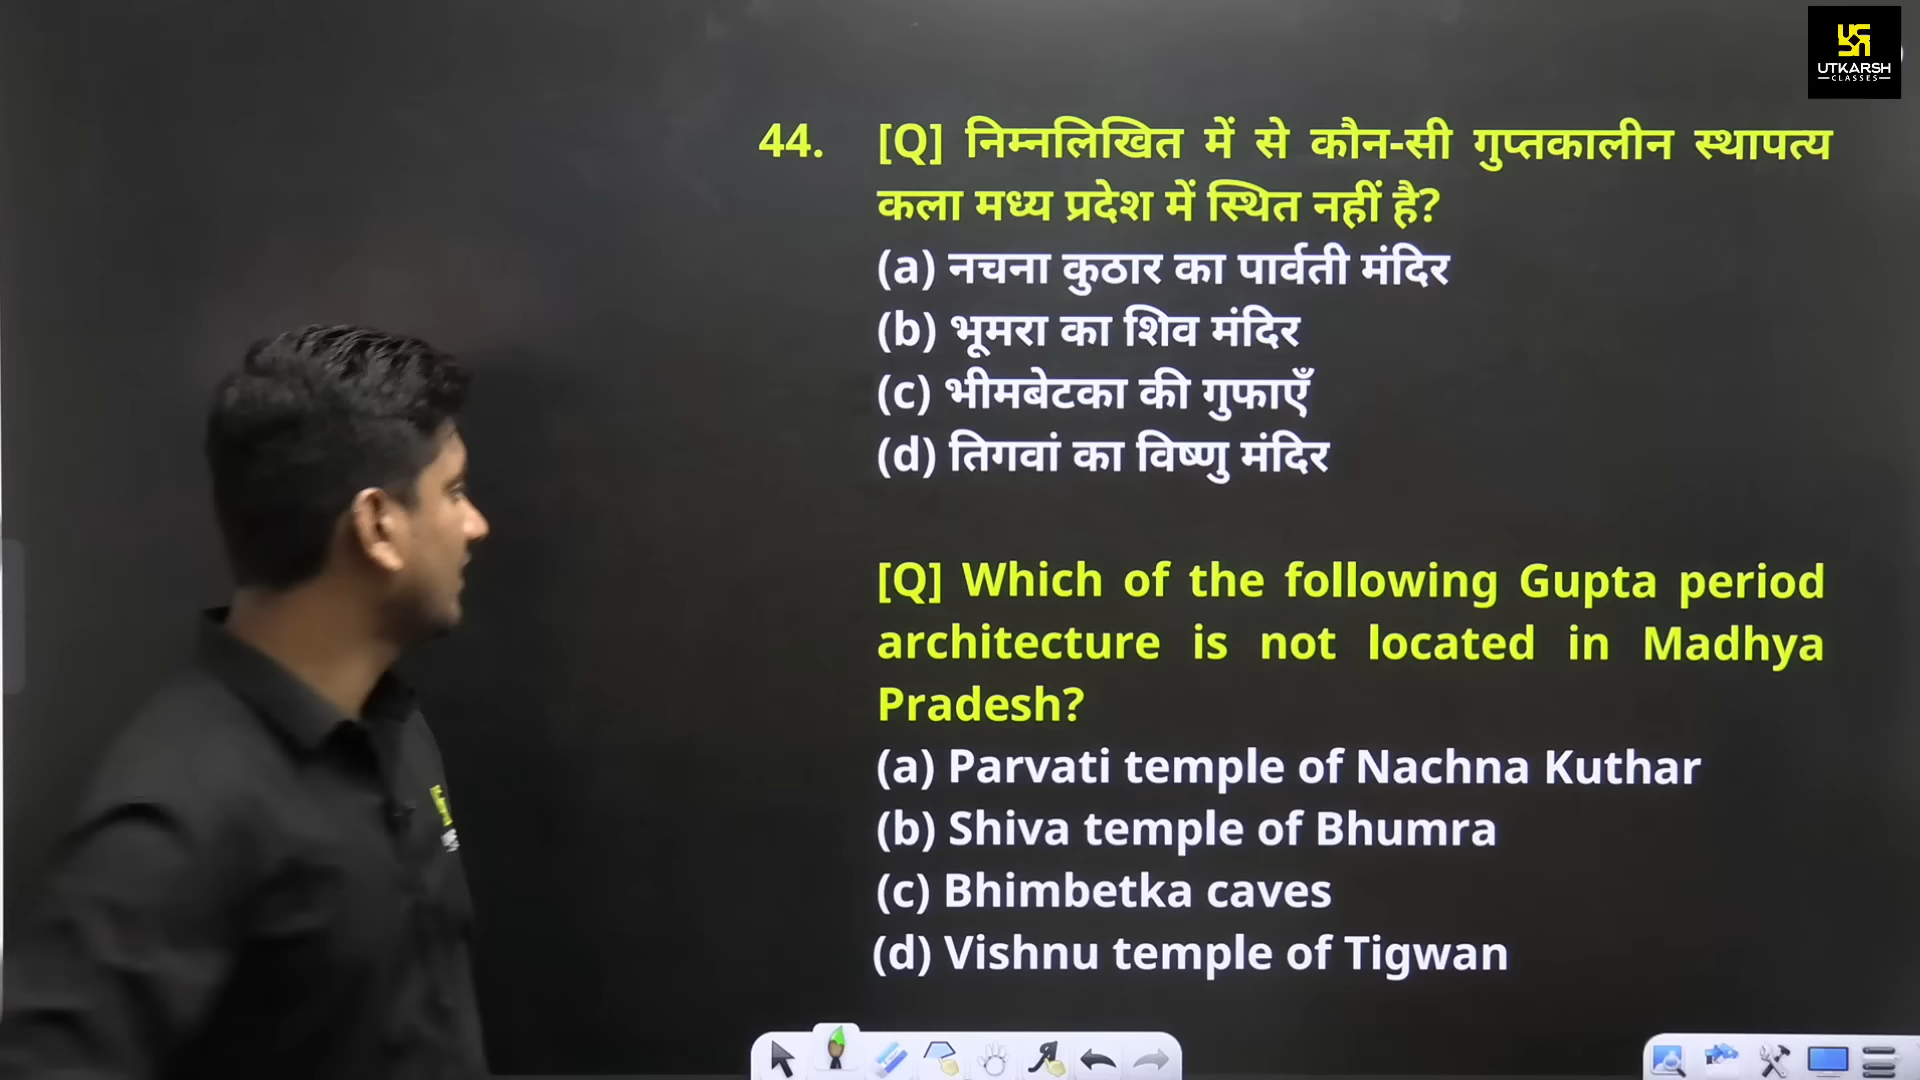 UTKARSH
CLASSES
44. [Q] निम्नलिखित में से कौन-सी गुप्तकालीन स्थापत्य
कला मध्य प्रदेश में स्थित नहीं है?
(a) नचना कुठार का पार्वती मंदिर
(b) भूमरा का शिव मंदिर
(c) भीमबेटका की गुफाएँ
(d) तिगवां का विष्णु मंदिर
[Q] Which of the following Gupta period
architecture is not located in Madhya
Pradesh?
(a) Parvati temple of Nachna Kuthar
(b) Shiva temple of Bhumra
(c) Bhimbetka caves
(d) Vishnu temple of Tigwan